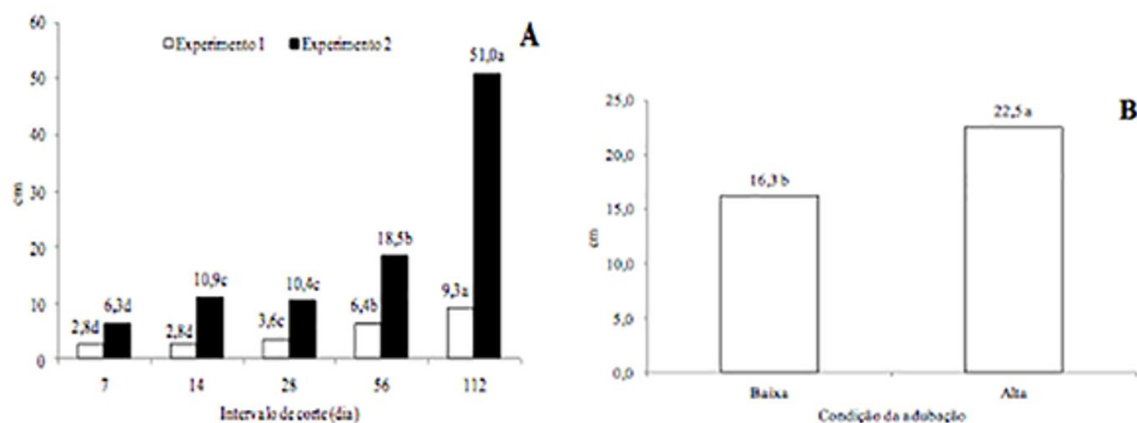 60
50
40
30
20
10
0
cm
Experimento 1 Experimento 2
A
2,8d 6,3d 2,8d 10,9c 3,6c 10,4c 6,4b 18,5b 9,3a 51,0a
7 14 28 56 112
Intervalo de corte (dia)
B
25,0
20,0
15,0
10,0
5,0
0,0
cm
16,3 b 22,5 a
Baixa Alta
Condição da adubação